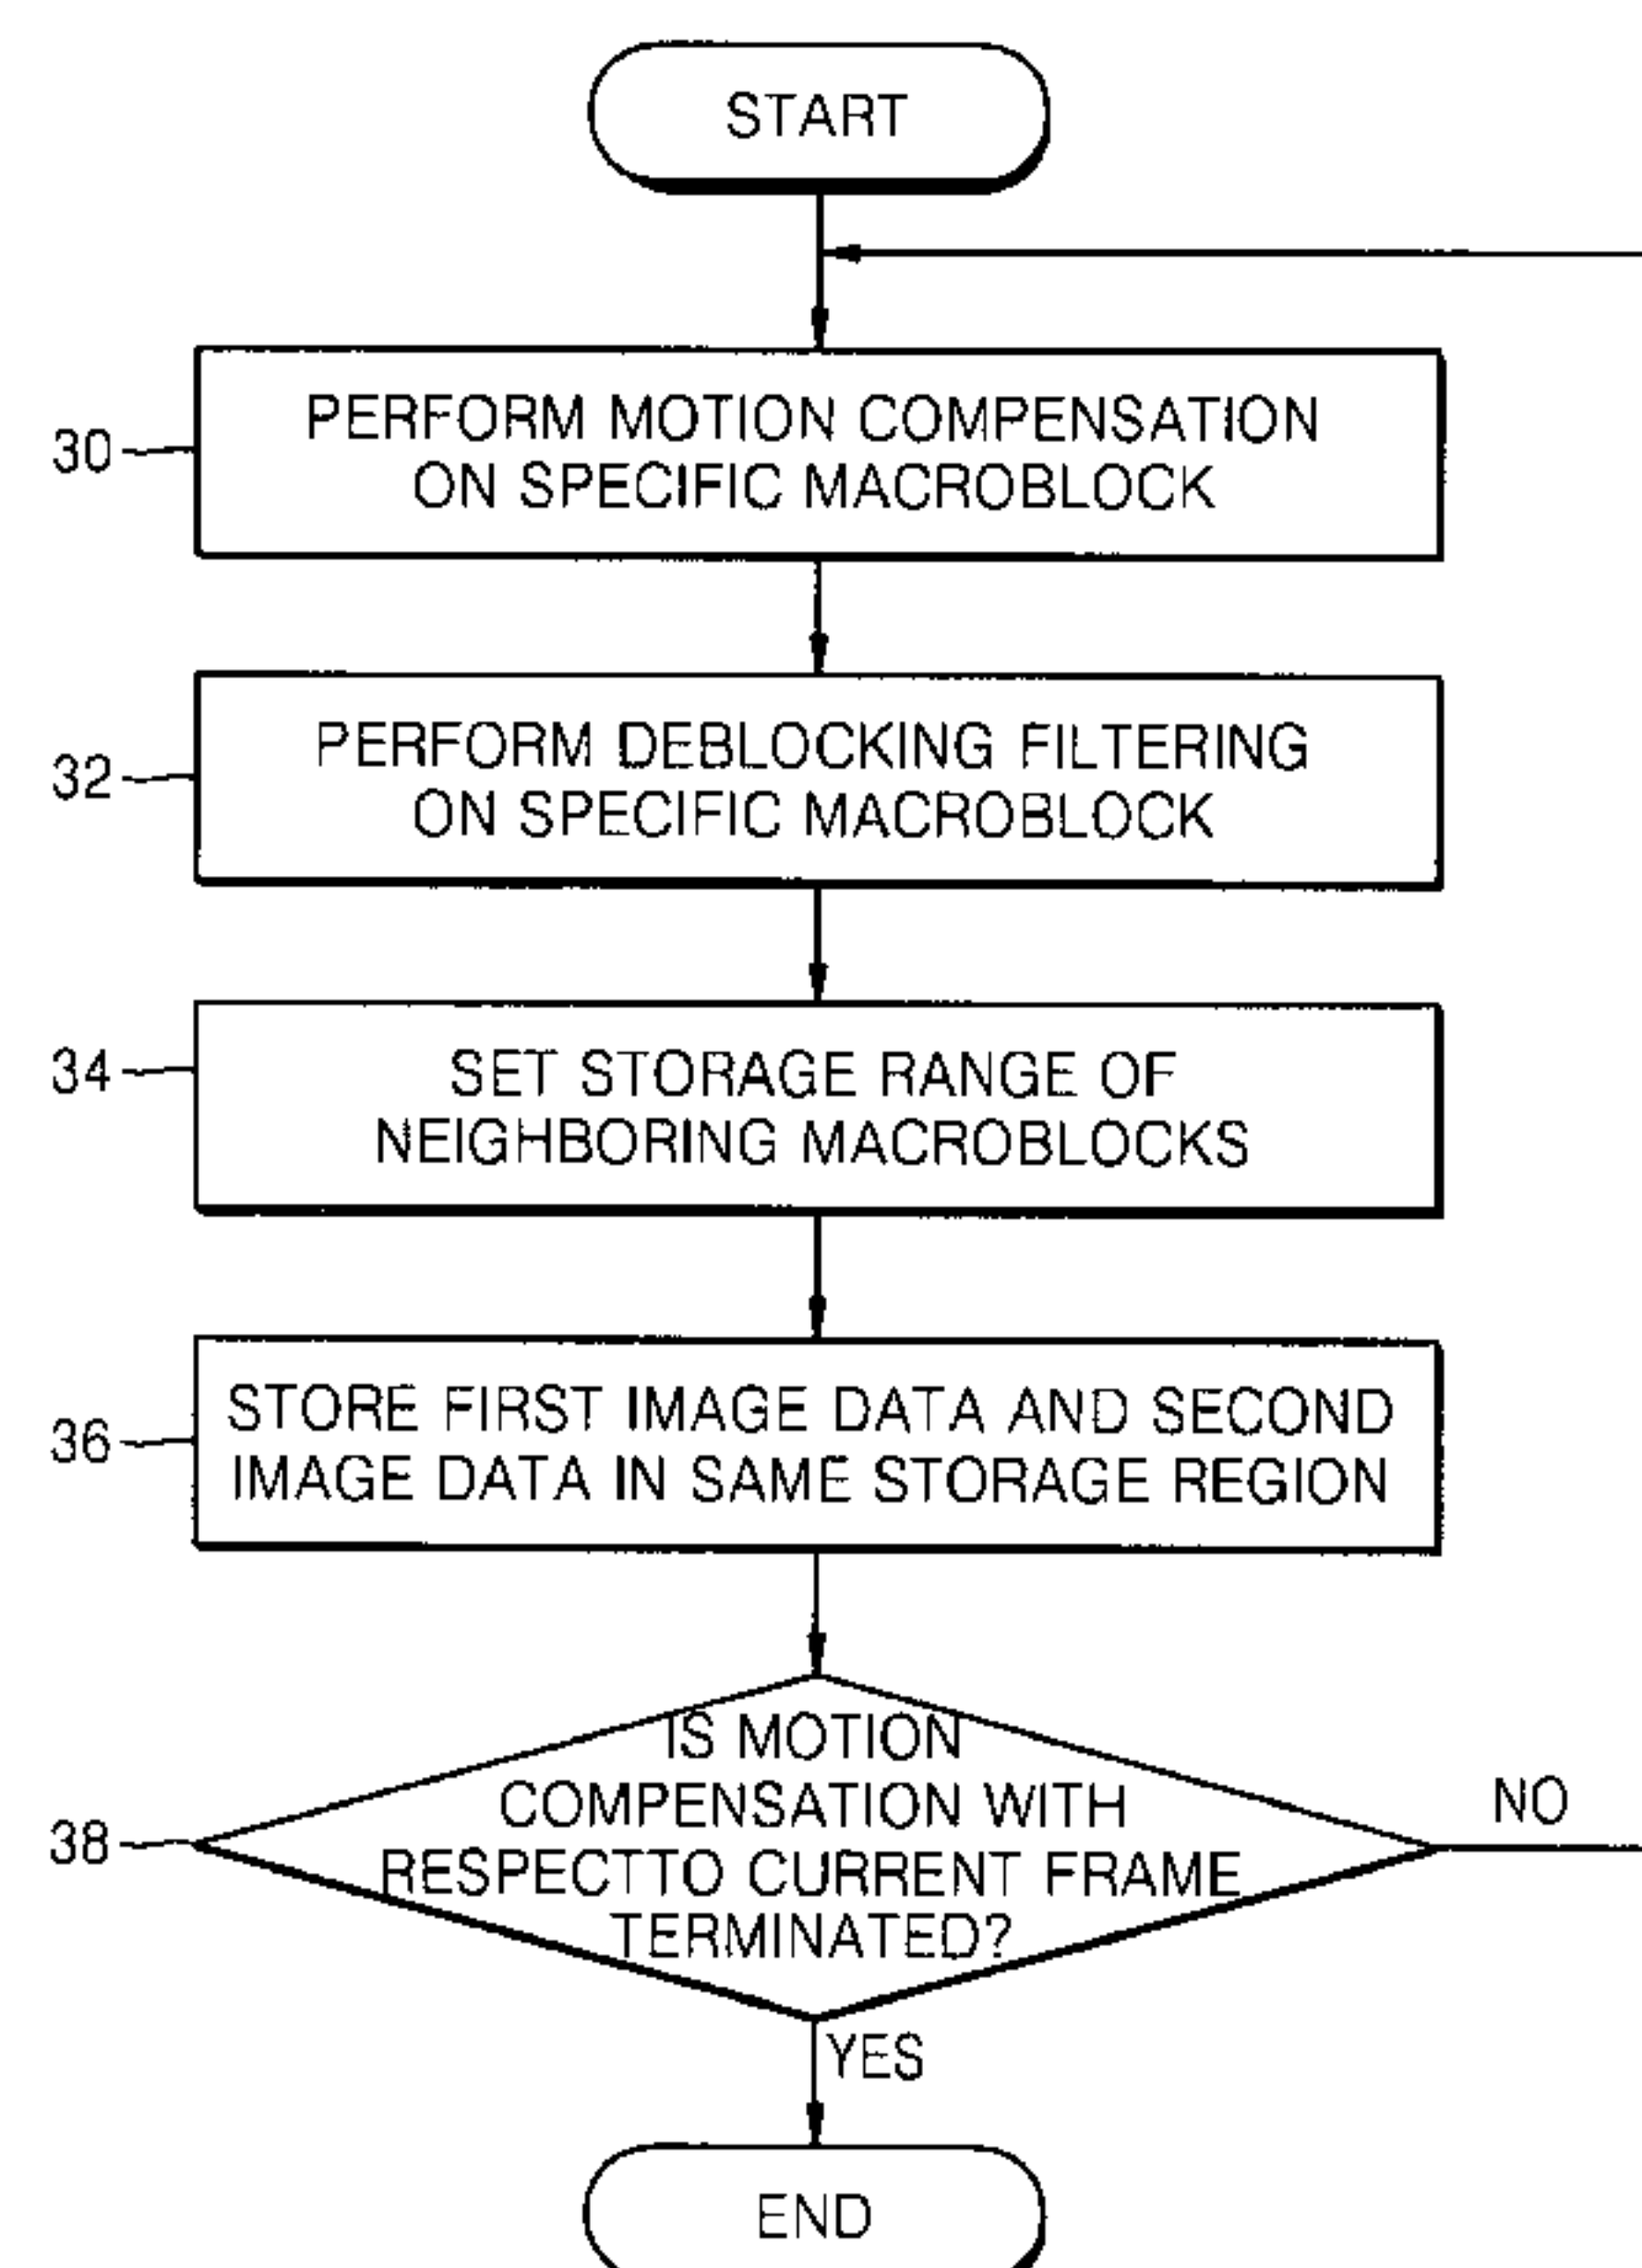 START
30
PERFORM MOTION COMPENSATION
ON SPECIFIC MACROBLOCK
32
PERFORM DEBLOCKING FILTERING
ON SPECIFIC MACROBLOCK
34
SET STORAGE RANGE OF
NEIGHBORING MACROBLOCKS
36
STORE FIRST IMAGE DATA AND SECOND
IMAGE DATA IN SAME STORAGE REGION
38
IS MOTION
COMPENSATION WITH
RESPECTTO CURRENT FRAME
TERMINATED?
NO
YES
END